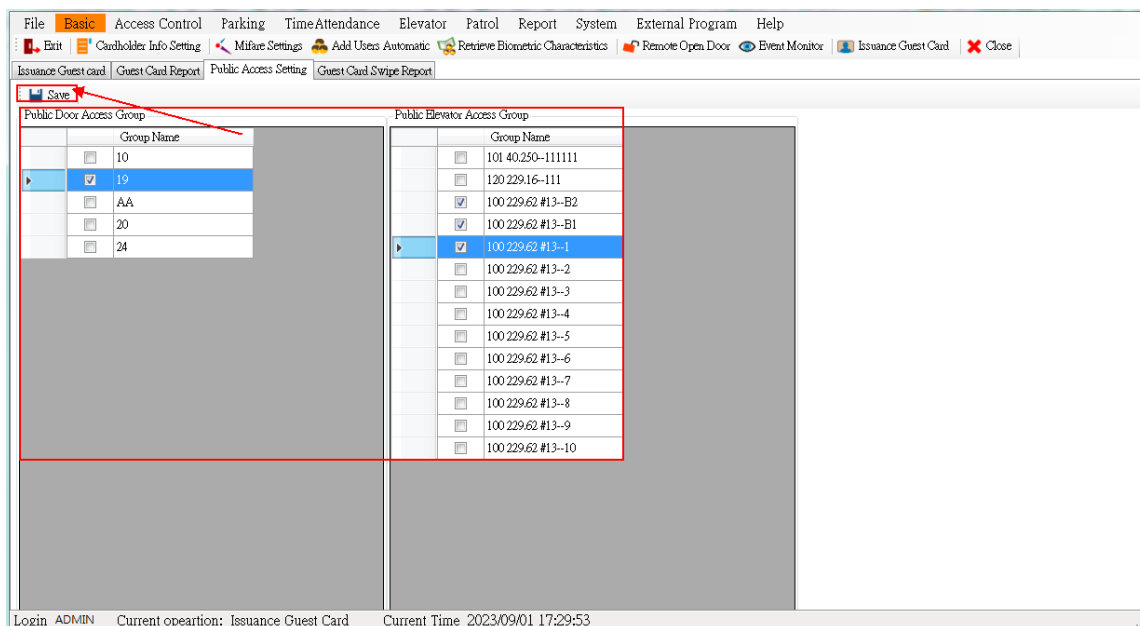 File Basic Access Control Parking TimeAttendance Elevator Patrol Report System External Program Help
Exit Cardholder Info Setting Mifare Settings Add Users Automatic Retrieve Biometric Characteristics Remote Open Door Event Monitor Issuance Guest Card Close
Issuance Guest card Guest Card Report Public Access Setting Guest Card Swipe Report
Save
Public Door Access Group
Group Name
10
19
AA
20
24
Public Elevator Access Group
Group Name
101 40.250--111111
120 229.16--111
100 229.62 #13--B2
100 229.62 #13--B1
100 229.62 #13--1
100 229.62 #13--2
100 229.62 #13--3
100 229.62 #13--4
100 229.62 #13--5
100 229.62 #13--6
100 229.62 #13--7
100 229.62 #13--8
100 229.62 #13--9
100 229.62 #13--10
Login ADMIN Current opeartion: Issuance Guest Card Current Time 2023/09/01 17:29:53